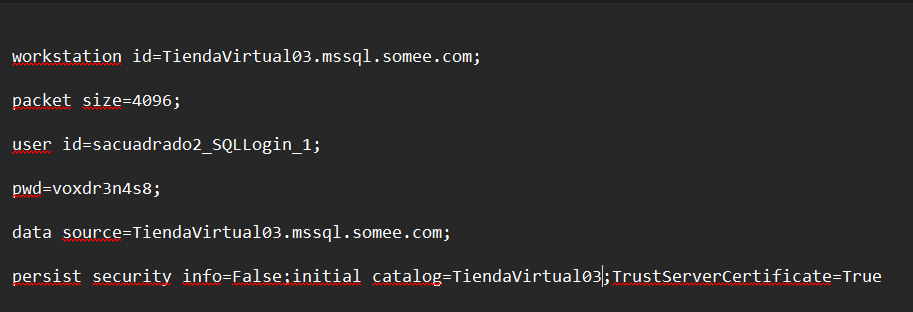 workstation id=TiendaVirtual03.mssql.somee.com;
packet size=4096;
user id=sacuadrado2_SQLLogin_1;
pwd=voxdr3n4s8;
data source=TiendaVirtual03.mssql.somee.com;
persist security info=False;initial catalog=TiendaVirtual03;TrustServerCertificate=True